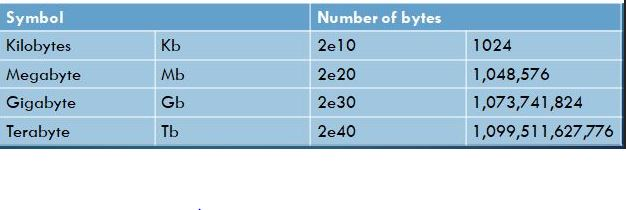 Symbol Number of bytes
Kilobytes Kb 2e10 1024
Megabyte Mb 2e20 1,048,576
Gigabyte Gb 2e30 1,073,741,824
Terabyte Tb 2e40 1,099,511,627,776